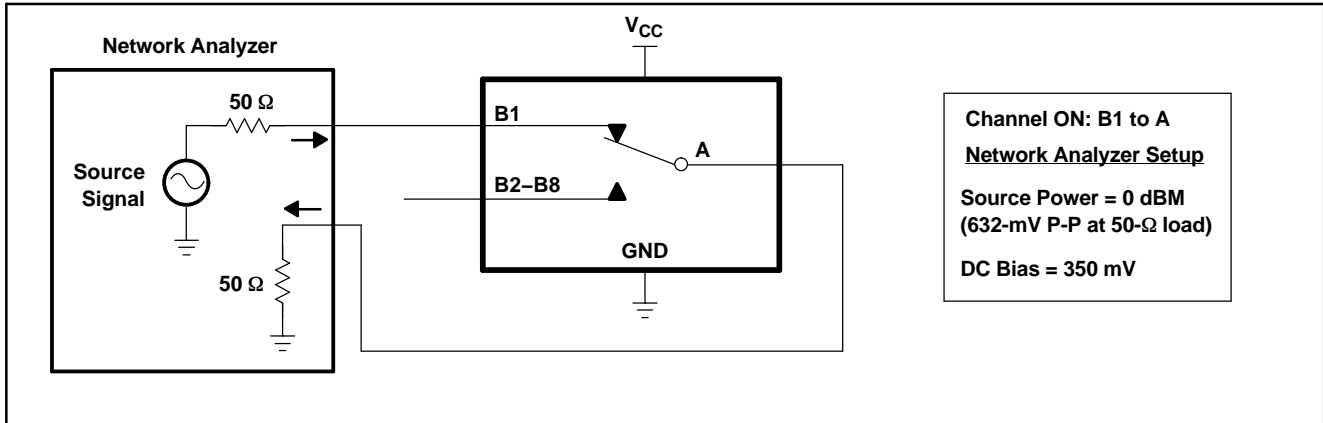 Network Analyzer
50 Ω
Source
Signal
50 Ω
VCC
B1
A
B2–B8
GND
Channel ON: B1 to A
Network Analyzer Setup
Source Power = 0 dBM
(632-mV P-P at 50-Ω load)
DC Bias = 350 mV